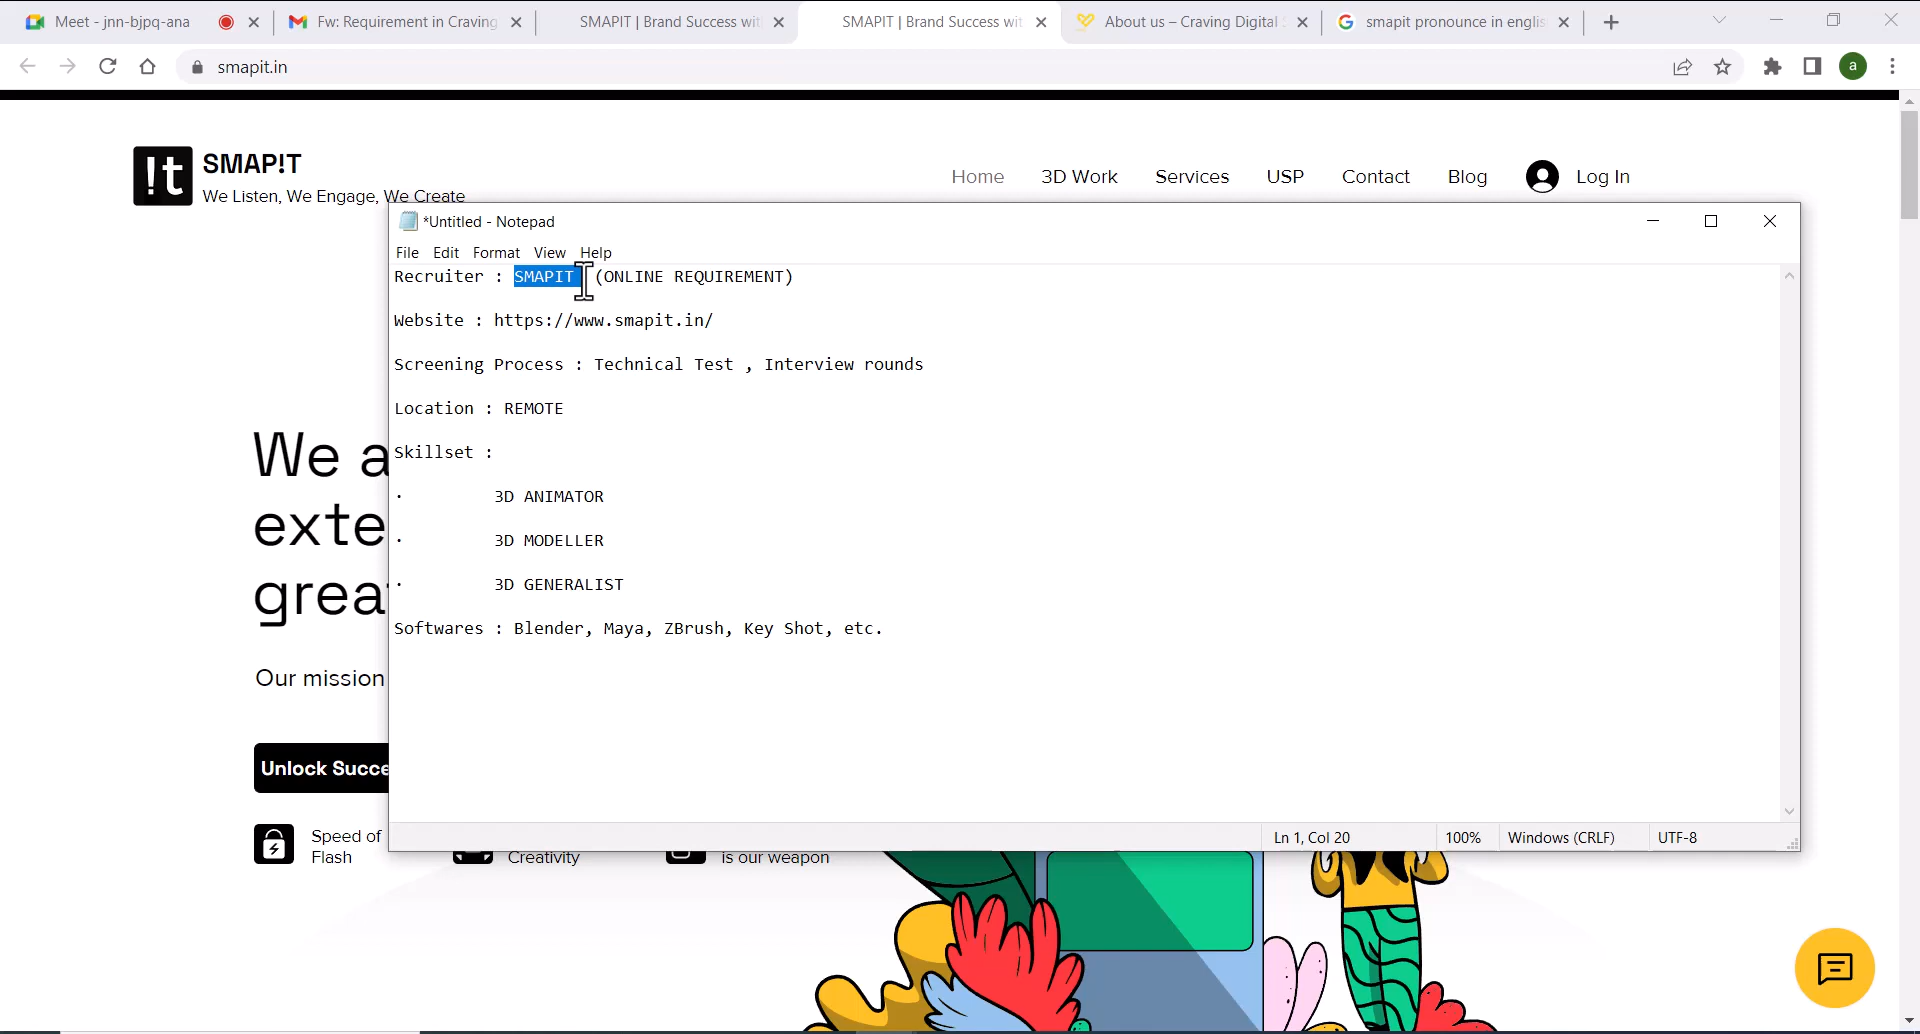 Meet - jnn-bjpq-ana
Fw: Requirement in Craving
SMAPIT | Brand Success wit
SMAPIT | Brand Success wit
About us – Craving Digital S
smapit pronounce in englis
smapit.in
a
!t
SMAP!T
We Listen, We Engage, We Create
Home
3D Work
Services
USP
Contact
Blog
Log In
*Untitled - Notepad
File Edit Format View Help
Recruiter : SMAPIT (ONLINE REQUIREMENT)
Website : https://www.smapit.in/
Screening Process : Technical Test , Interview rounds
Location : REMOTE
Skillset :
· 3D ANIMATOR
· 3D MODELLER
· 3D GENERALIST
Softwares : Blender, Maya, ZBrush, Key Shot, etc.
Ln 1, Col 20
100%
Windows (CRLF)
UTF-8
We a
exte
grea
Our mission
Unlock Succe
Speed of
Flash
Creativity
is our weapon